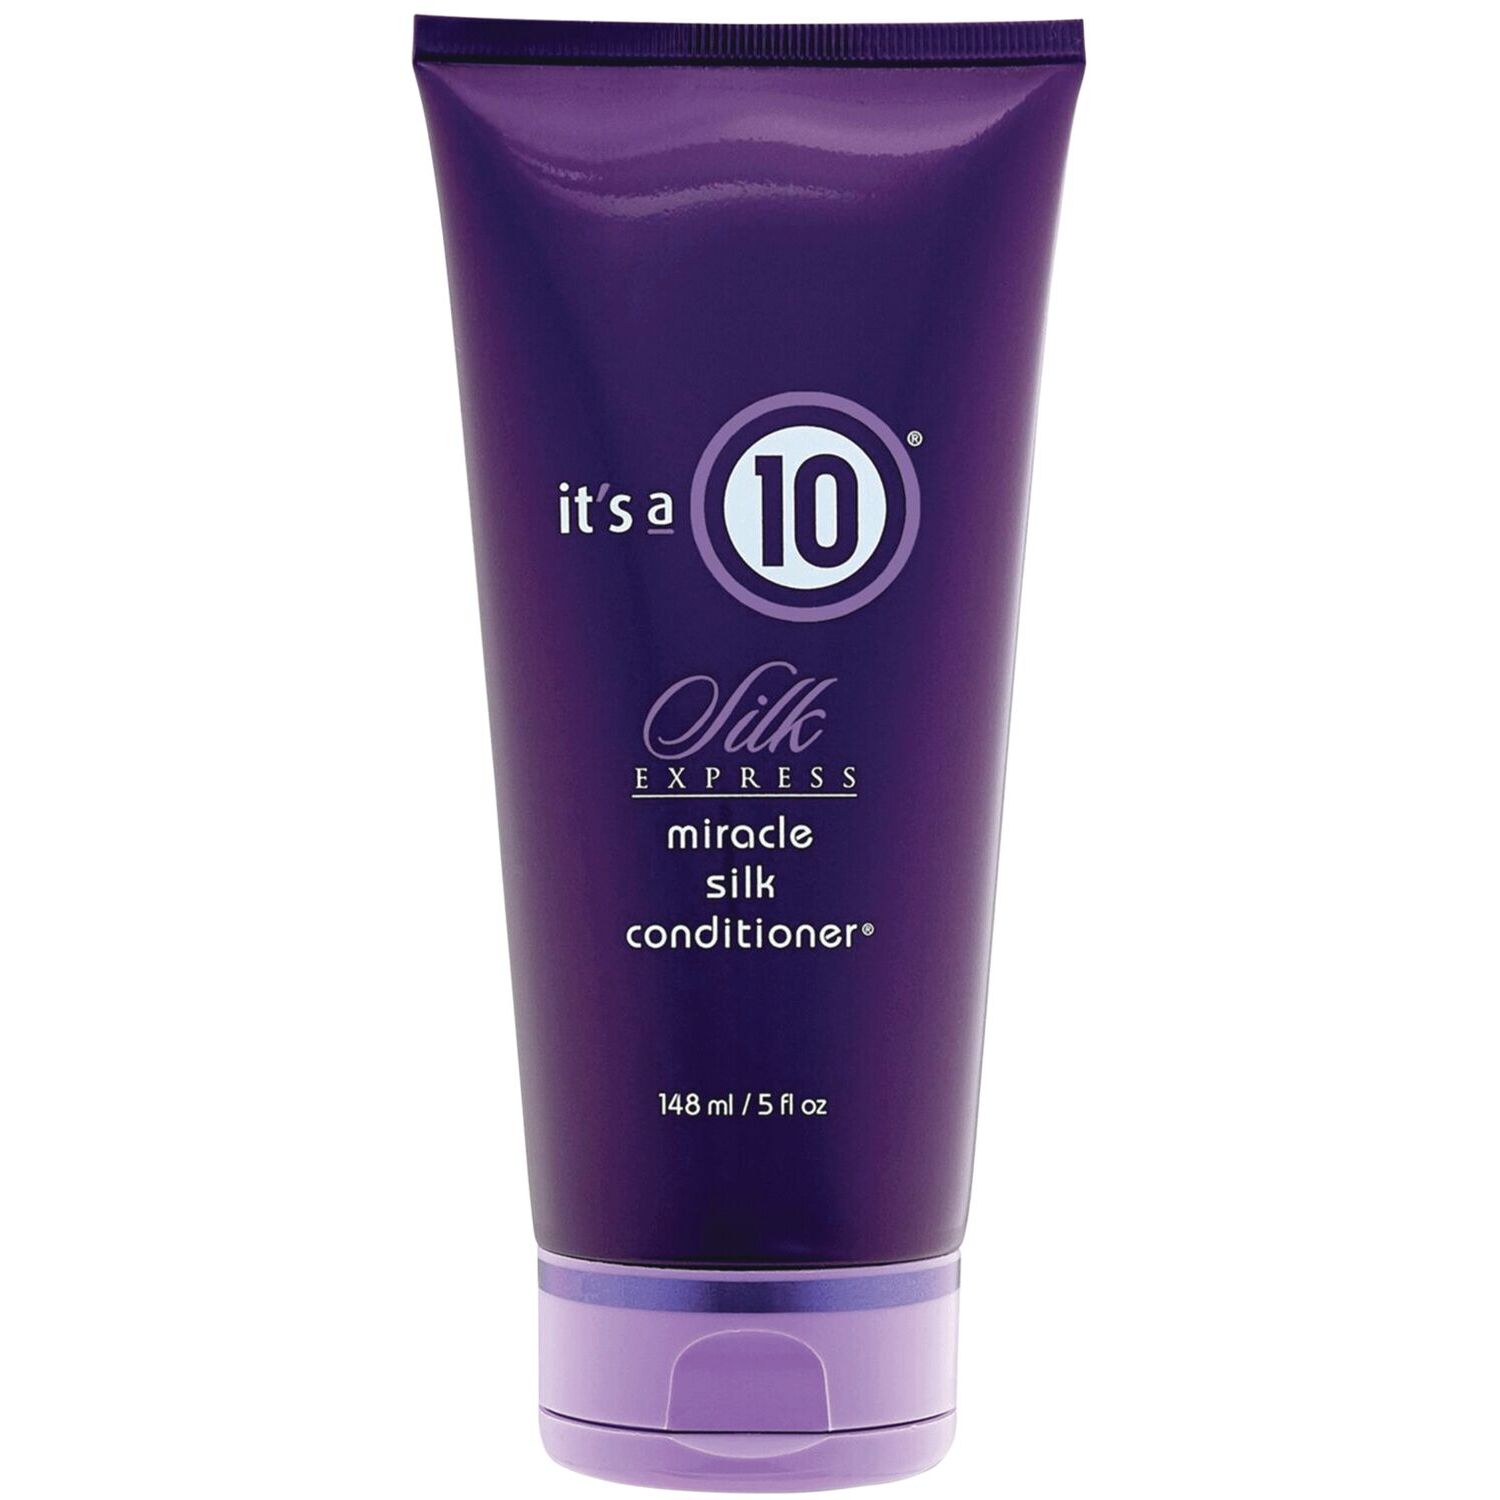 it's a 10®
Silk
EXPRESS
miracle
silk
conditioner®
148 ml / 5 fl oz